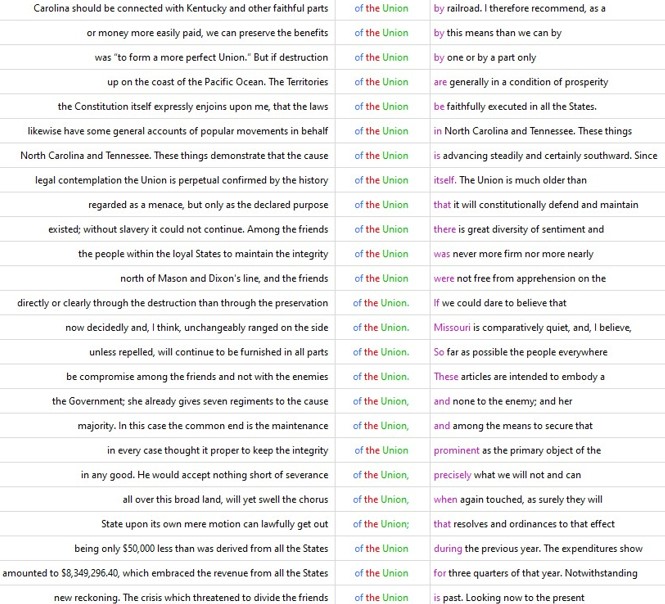 Carolina should be connected with Kentucky and other faithful parts of the Union by railroad. I therefore recommend, as a
or money more easily paid, we can preserve the benefits of the Union by this means than we can by
was "to form a more perfect Union." But if destruction of the Union by one or by a part only
up on the coast of the Pacific Ocean. The Territories of the Union are generally in a condition of prosperity
the Constitution itself expressly enjoins upon me, that the laws of the Union be faithfully executed in all the States.
likewise have some general accounts of popular movements in behalf of the Union in North Carolina and Tennessee. These things
North Carolina and Tennessee. These things demonstrate that the cause of the Union is advancing steadily and certainly southward. Since
legal contemplation the Union is perpetual confirmed by the history of the Union itself. The Union is much older than
regarded as a menace, but only as the declared purpose of the Union that it will constitutionally defend and maintain
existed; without slavery it could not continue. Among the friends of the Union there is great diversity of sentiment and
the people within the loyal States to maintain the integrity of the Union was never more firm nor more nearly
north of Mason and Dixon's line, and the friends of the Union were not free from apprehension on the
directly or clearly through the destruction than through the preservation of the Union. If we could dare to believe that
now decidedly and, I think, unchangeably ranged on the side of the Union. Missouri is comparatively quiet, and, I believe,
unless repelled, will continue to be furnished in all parts of the Union. So far as possible the people everywhere
be compromise among the friends and not with the enemies of the Union. These articles are intended to embody a
the Government; she already gives seven regiments to the cause of the Union, and none to the enemy; and her
majority. In this case the common end is the maintenance of the Union, and among the means to secure that
in every case thought it proper to keep the integrity of the Union prominent as the primary object of the
in any good. He would accept nothing short of severance of the Union, precisely what we will not and can
all over this broad land, will yet swell the chorus of the Union, when again touched, as surely they will
State upon its own mere motion can lawfully get out of the Union; that resolves and ordinances to that effect
being only $50,000 less than was derived from all the States of the Union during the previous year. The expenditures show
amounted to $8,349,296.40, which embraced the revenue from all the States of the Union for three quarters of that year. Notwithstanding
new reckoning. The crisis which threatened to divide the friends of the Union is past. Looking now to the present